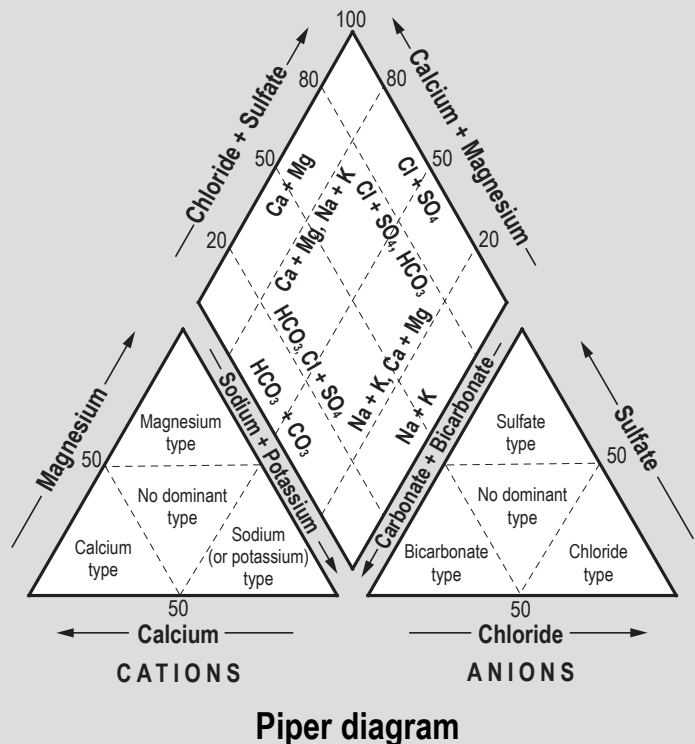 100
80
80
50
50
20
20
Chloride + Sulfate
Calcium + Magnesium
Ca + Mg
Cl + SO₄
Ca + Mg, Na + K
Cl + SO₄, HCO₃
HCO₃, Cl + SO₄
Na + K, Ca + Mg
HCO₃ + CO₃
Na + K
Magnesium
Sodium + Potassium
Carbonate + Bicarbonate
Sulfate
Magnesium
type
50
No dominant
type
Calcium
type
Sodium
(or potassium)
type
50
Calcium
CATIONS
Sulfate
type
50
No dominant
type
Bicarbonate
type
Chloride
type
50
Chloride
ANIONS
Piper diagram